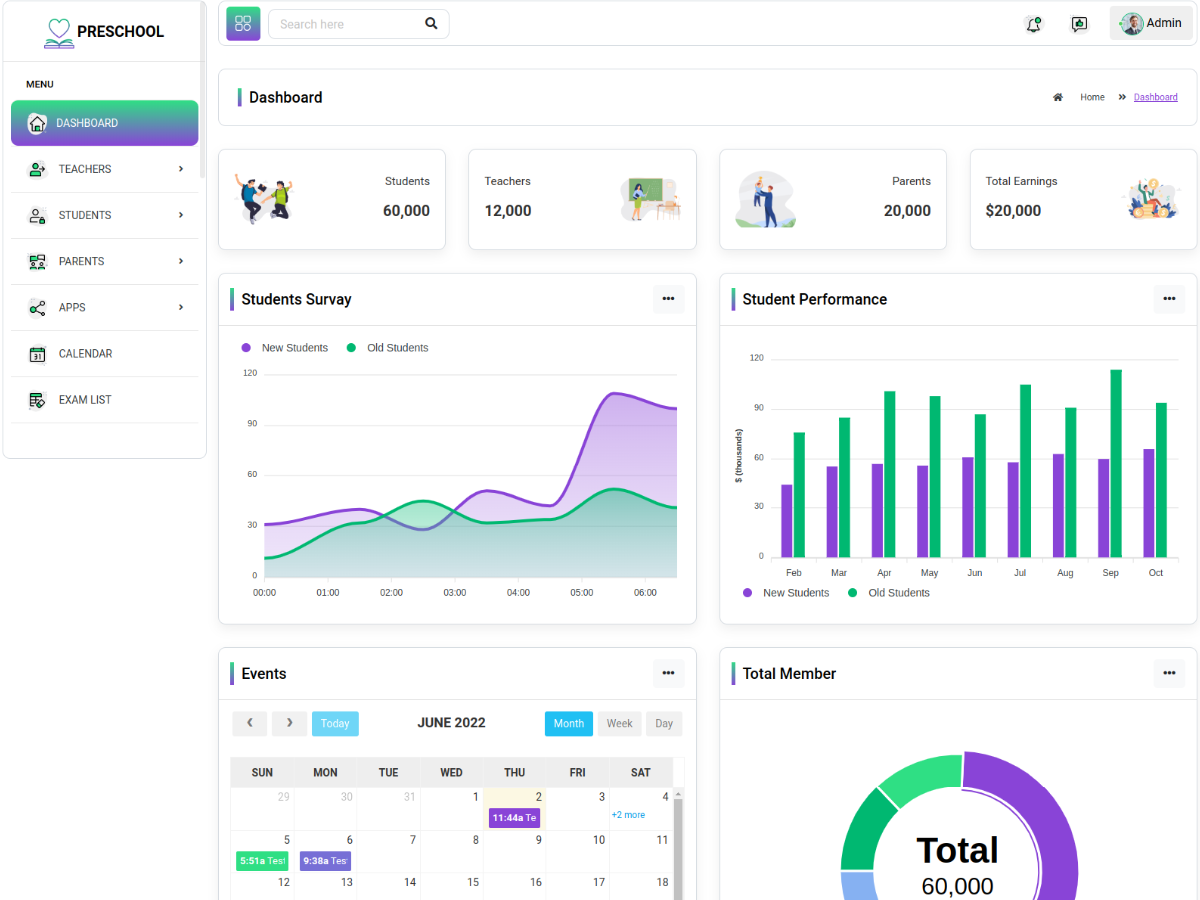 PRESCHOOL
MENU
DASHBOARD
TEACHERS
STUDENTS
PARENTS
APPS
CALENDAR
31
EXAM LIST
Search here
Admin
Dashboard
Home
Dashboard
Students
60,000
Teachers
12,000
Parents
20,000
Total Earnings
$20,000
Students Survay
New Students
Old Students
120
90
60
30
0
00:00 01:00 02:00 03:00 04:00 05:00 06:00
Student Performance
120
90
60
30
0
$ (thousands)
Feb Mar Apr May Jun Jul Aug Sep Oct
New Students
Old Students
Events
Today
JUNE 2022
Month Week Day
SUN MON TUE WED THU FRI SAT
29 30 31 1 2 3 4
11:44a Te
+2 more
5 6 7 8 9 10 11
5:51a Tes
9:38a Tes
12 13 14 15 16 17 18
Total Member
Total
60,000